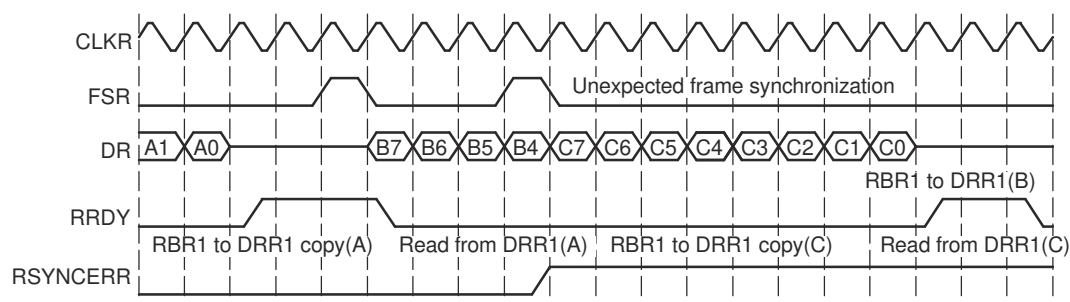 CLKR
FSR
Unexpected frame synchronization
DR A1 A0 B7 B6 B5 B4 C7 C6 C5 C4 C3 C2 C1 C0
RBR1 to DRR1(B)
RRDY
RBR1 to DRR1 copy(A) Read from DRR1(A) RBR1 to DRR1 copy(C) Read from DRR1(C)
RSYNCERR